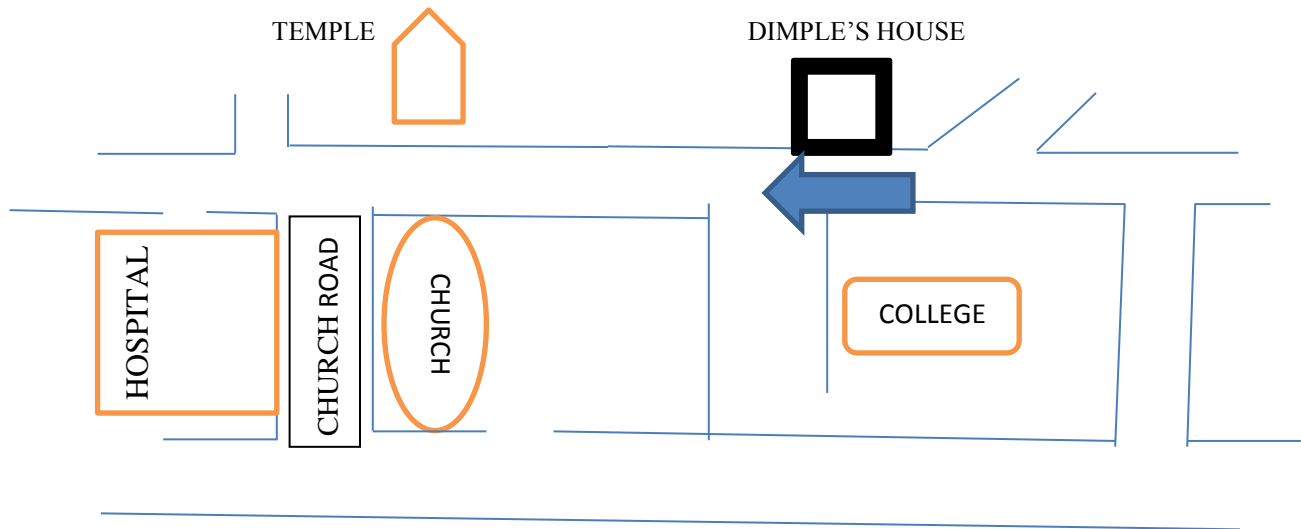 TEMPLE
DIMPLE'S HOUSE
HOSPITAL
CHURCH ROAD
CHURCH
COLLEGE